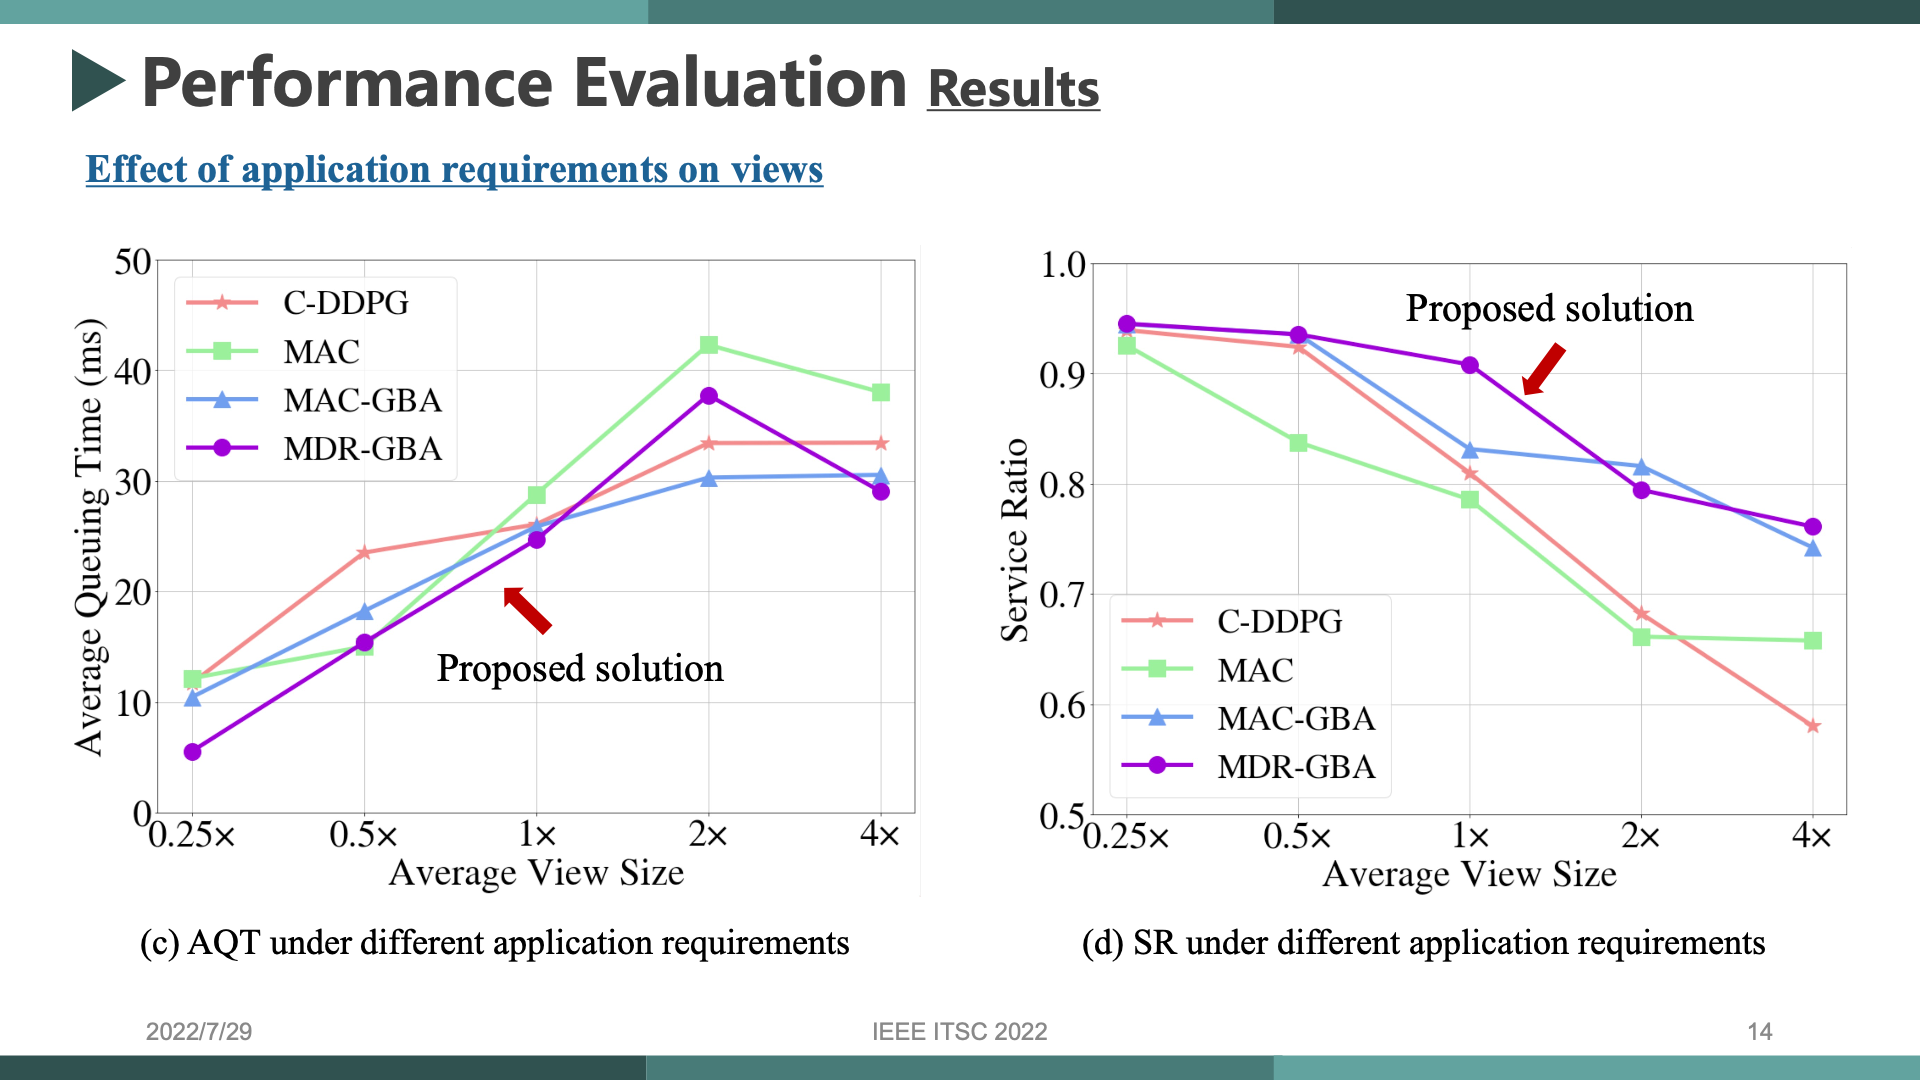 Performance Evaluation Results
Effect of application requirements on views
50
40
30
20
10
0
Average Queuing Time (ms)
C-DDPG
MAC
MAC-GBA
MDR-GBA
Proposed solution
0.25×
0.5×
1×
2×
4×
Average View Size
(c) AQT under different application requirements
1.0
0.9
0.8
0.7
0.6
0.5
Service Ratio
Proposed solution
C-DDPG
MAC
MAC-GBA
MDR-GBA
0.25×
0.5×
1×
2×
4×
Average View Size
(d) SR under different application requirements
2022/7/29
IEEE ITSC 2022
14